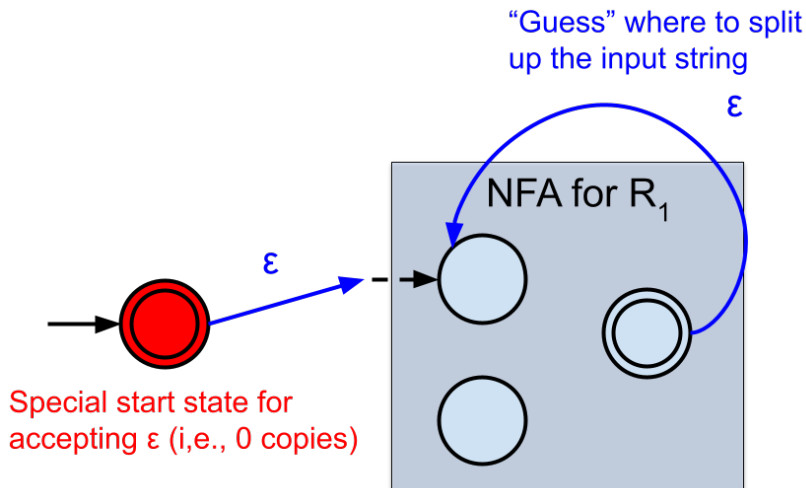 “Guess” where to split
up the input string
ε
NFA for R₁
ε
Special start state for
accepting ε (i,e., 0 copies)